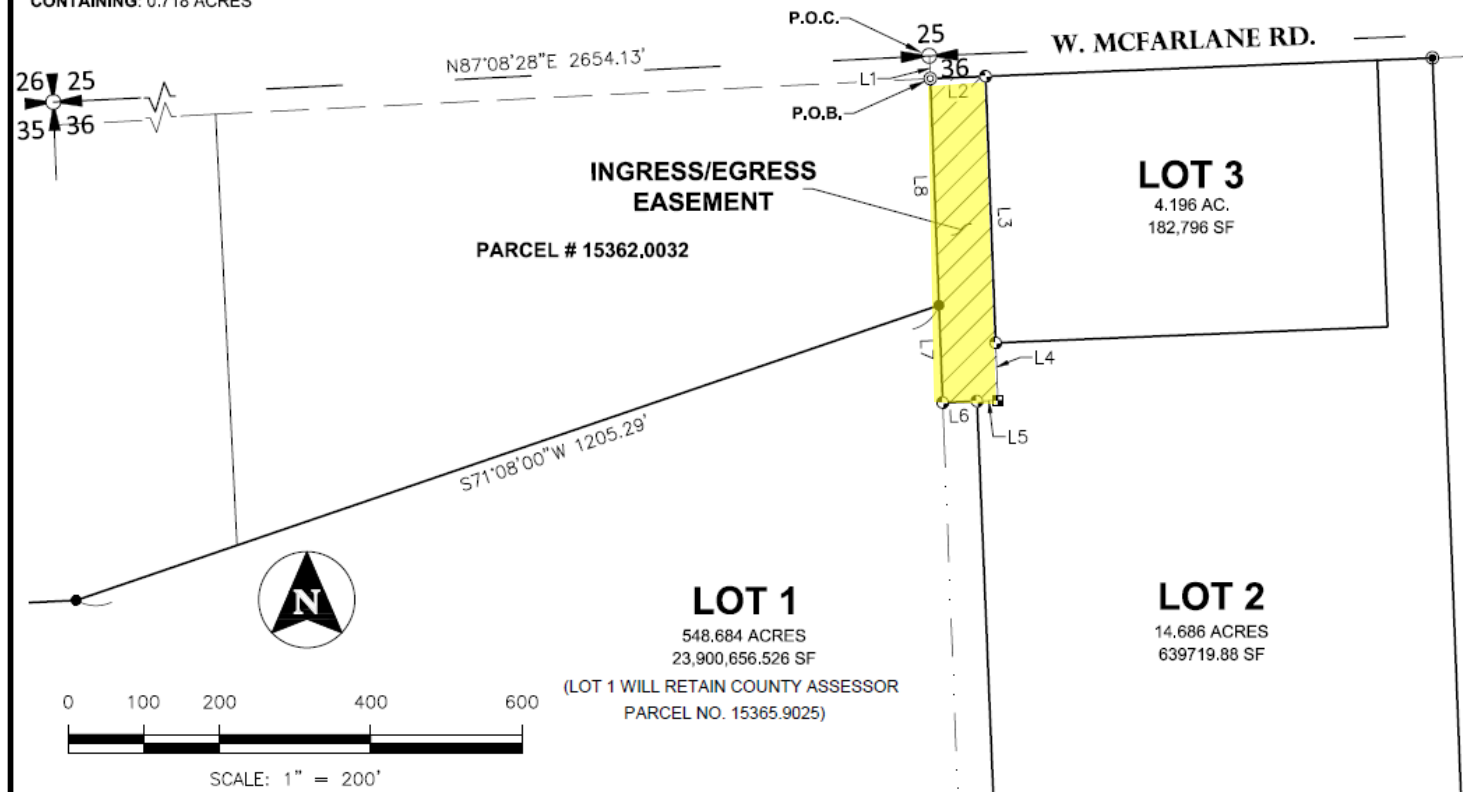 CONTAINING: 0.718 ACRES
P.O.C.
25
W. MCFARLANE RD.
N87°08'28"E 2654.13'
26 25
35 36
L1
36
L2
P.O.B.
INGRESS/EGRESS
EASEMENT
L8
L3
LOT 3
4.196 AC.
182,796 SF
PARCEL # 15362.0032
L7
L4
L6
L5
S71°08'00"W 1205.29'
N
LOT 1
548.684 ACRES
23,900,656.526 SF
(LOT 1 WILL RETAIN COUNTY ASSESSOR
PARCEL NO. 15365.9025)
LOT 2
14.686 ACRES
639719.88 SF
0 100 200 400 600
SCALE: 1" = 200'